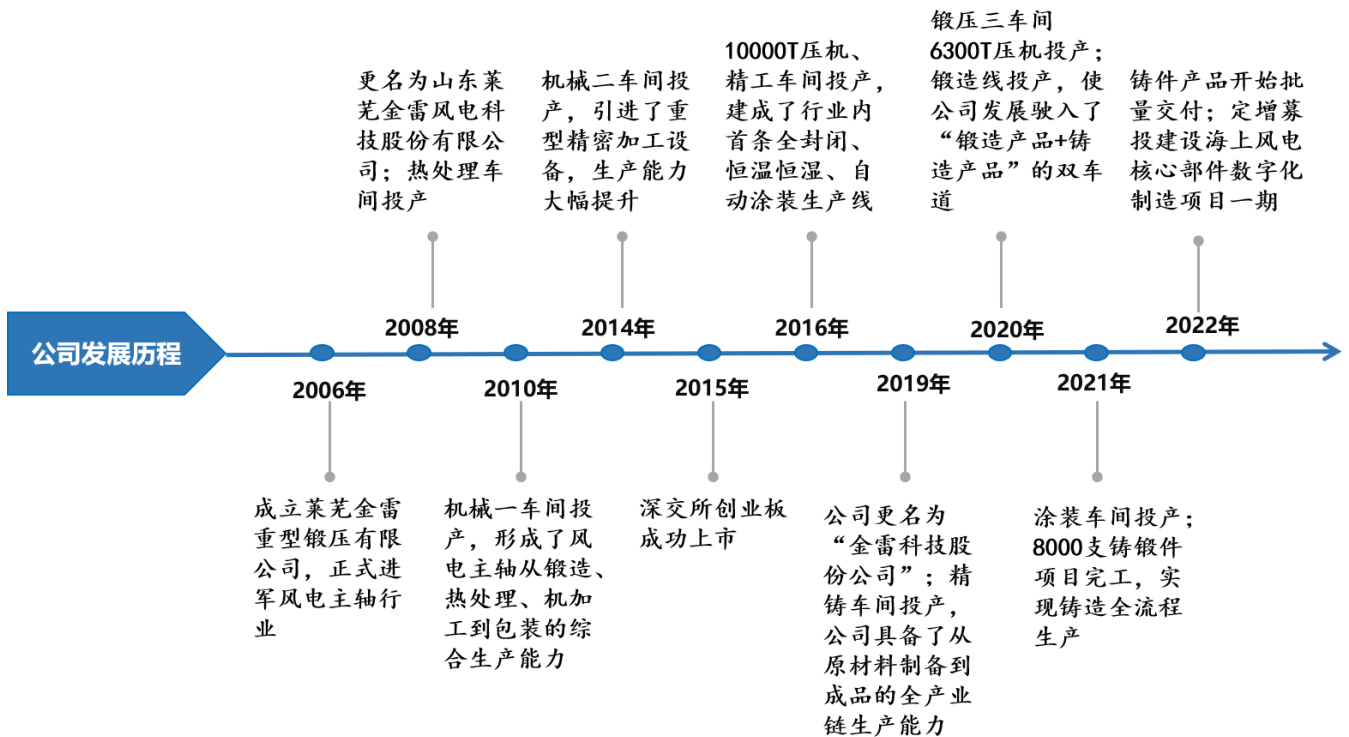 公司发展历程
2006年
成立莱芜金雷
重型锻压有限
公司，正式进
军风电主轴行
业
2008年
更名为山东莱
芜金雷风电科
技股份有限公
司；热处理车
间投产
2010年
机械一车间投
产，形成了风
电主轴从锻造、
热处理、机加
工到包装的综
合生产能力
2014年
机械二车间投
产，引进了重
型精密加工设
备，生产能力
大幅提升
2015年
深交所创业板
成功上市
2016年
10000T压机、
精工车间投产，
建成了行业内
首条全封闭、
恒温恒湿、自
动涂装生产线
2019年
公司更名为
“金雷科技股
份公司”；精
铸车间投产，
公司具备了从
原材料制备到
成品的全产业
链生产能力
2020年
锻压三车间
6300T压机投产；
锻造线投产，使
公司发展驶入了
“锻造产品+铸
造产品”的双车
道
2021年
涂装车间投产；
8000支铸锻件
项目完工，实
现铸造全流程
生产
2022年
铸件产品开始批
量交付；定增募
投建设海上风电
核心部件数字化
制造项目一期